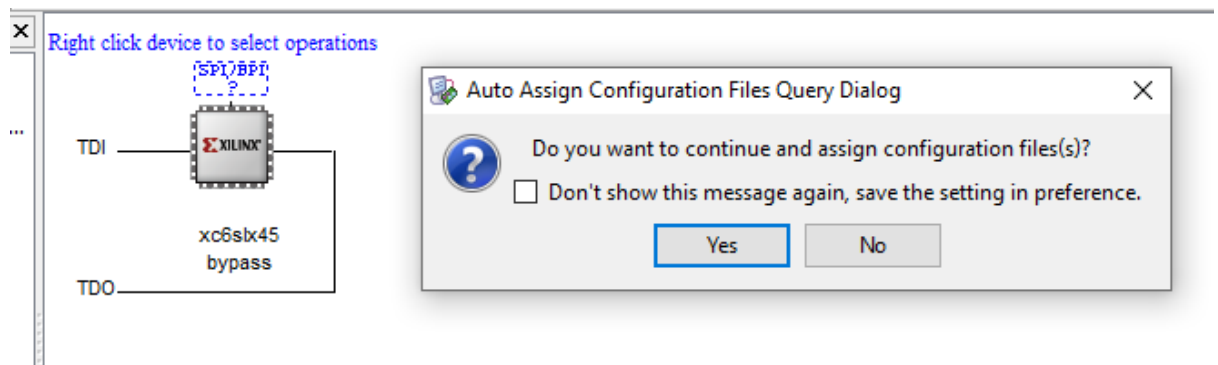 Right click device to select operations
SPI/BPI
?
...
TDI
XILINX
xc6slx45
bypass
TDO
Auto Assign Configuration Files Query Dialog
Do you want to continue and assign configuration files(s)?
Don't show this message again, save the setting in preference.
Yes No